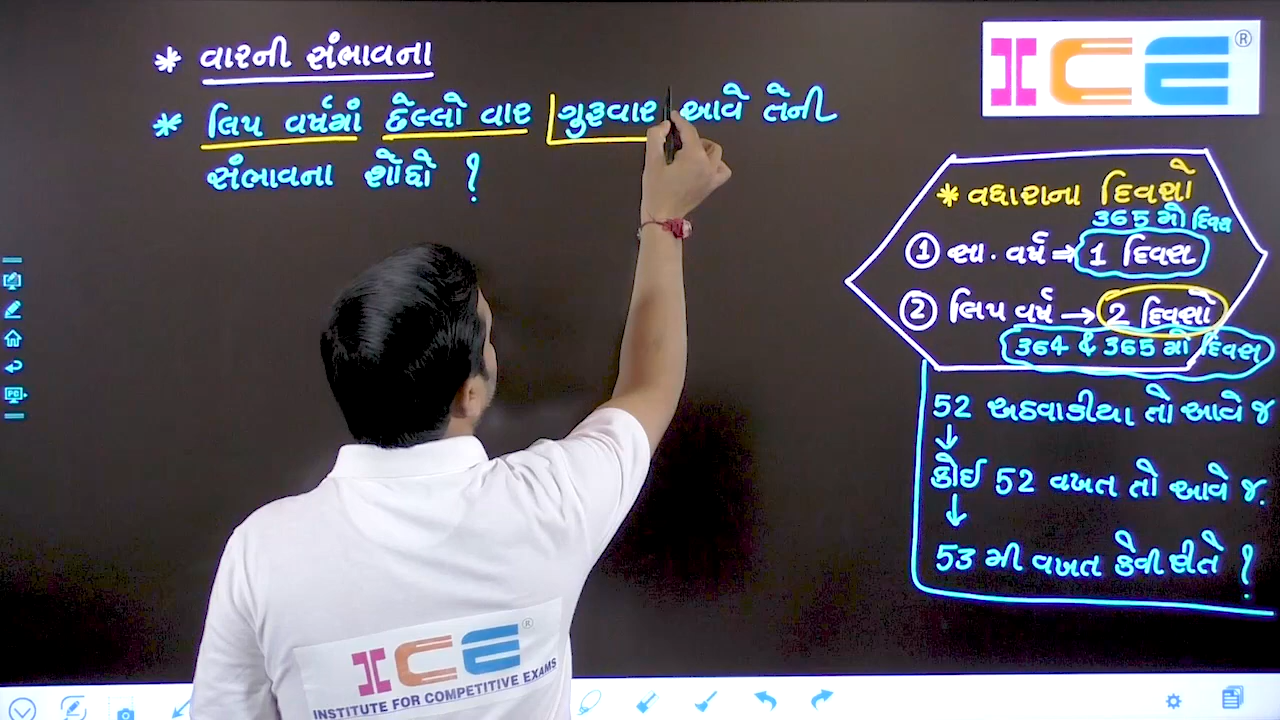 * વારની સંભાવના
* લિપ વર્ષમાં છેલ્લો વાર ગુરૂવાર આવે તેની
સંભાવના શોધો ?
ICE ®
* વધારાના દિવસો
365 મો દિવસ
① સા. વર્ષ ⇒ 1 દિવસ
② લિપ વર્ષ → 2 દિવસો
364 & 365 મો દિવસ
52 અઠવાડીયા તો આવે જ
↓
કોઈ 52 વખત તો આવે જ.
↓
53 મી વખત કેવી રીતે ?
ICE ®
INSTITUTE FOR COMPETITIVE EXAMS